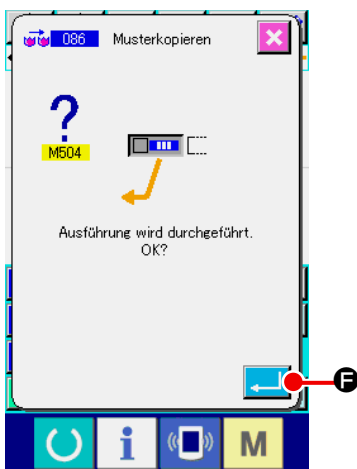 086 Musterkopieren
?
M504
Ausführung wird durchgeführt.
OK?
F
i
M